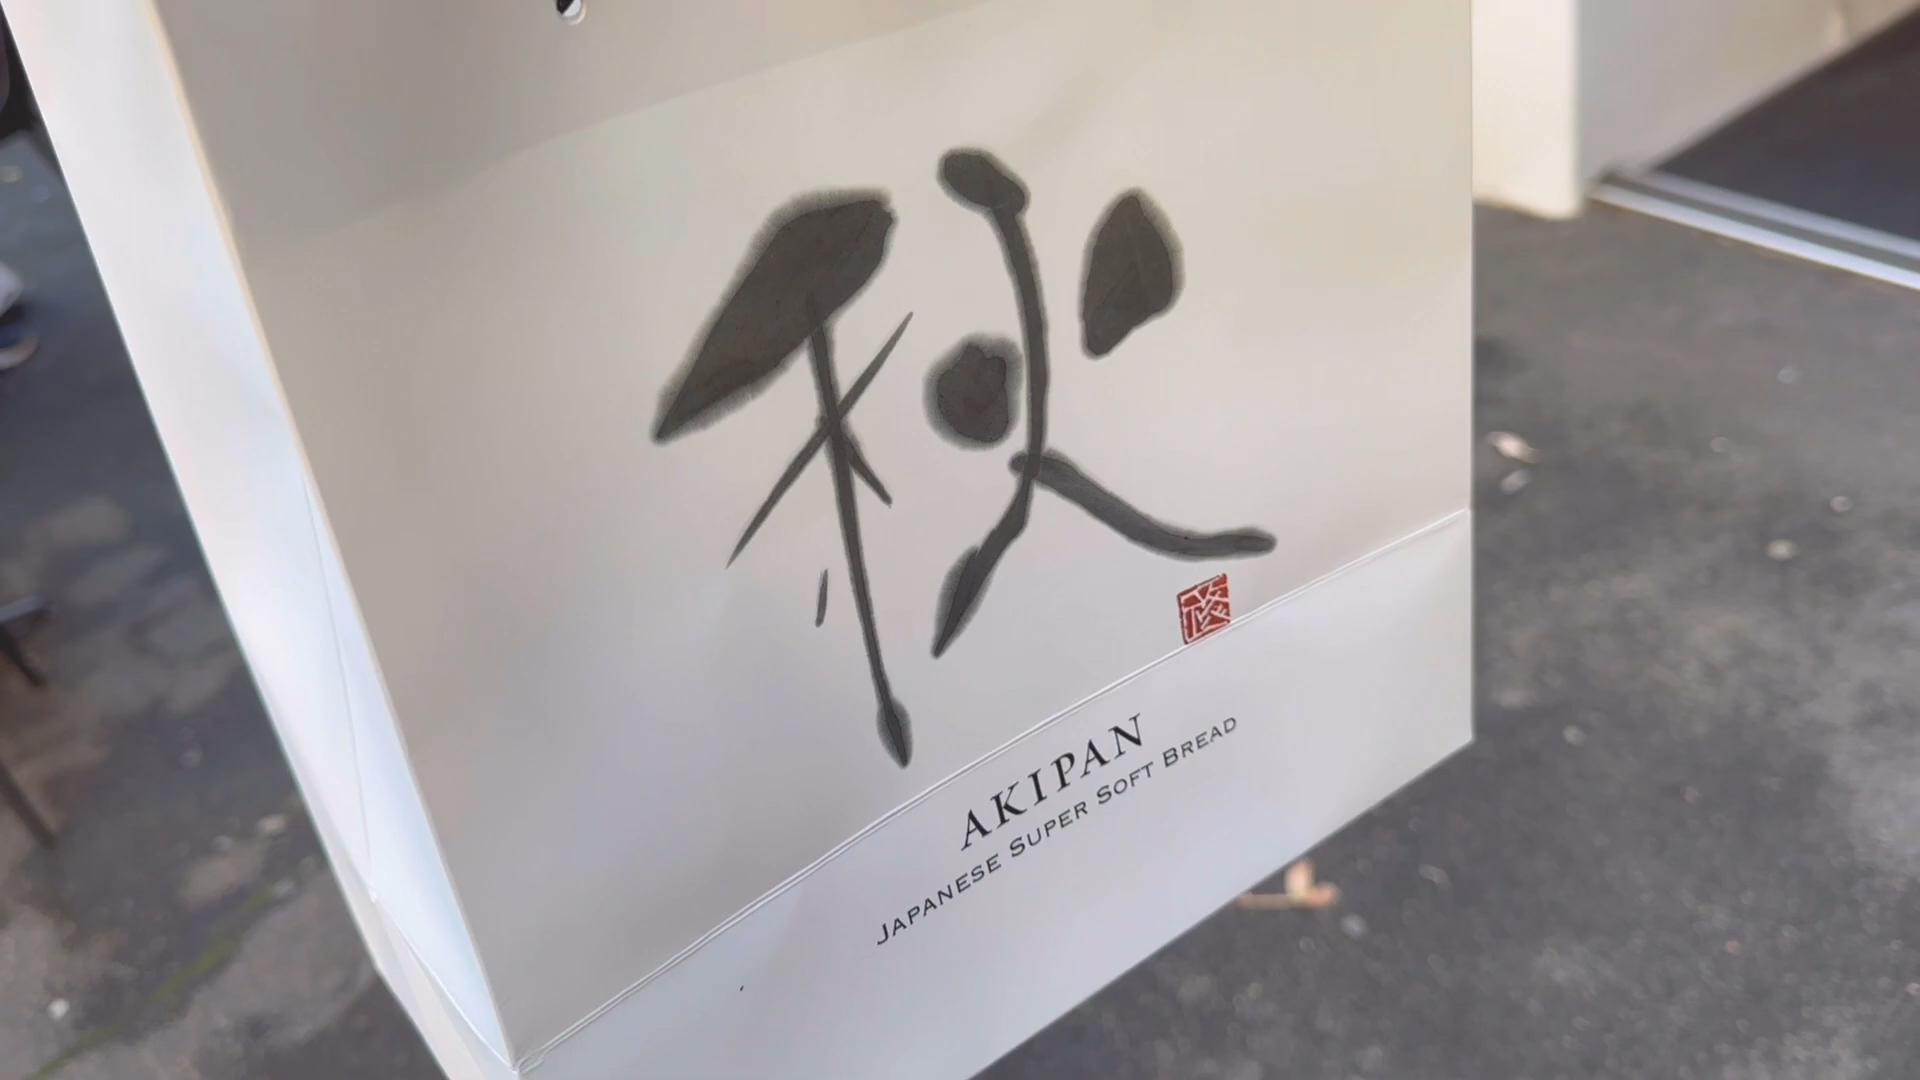 秋
AKIPAN
JAPANESE SUPER SOFT BREAD